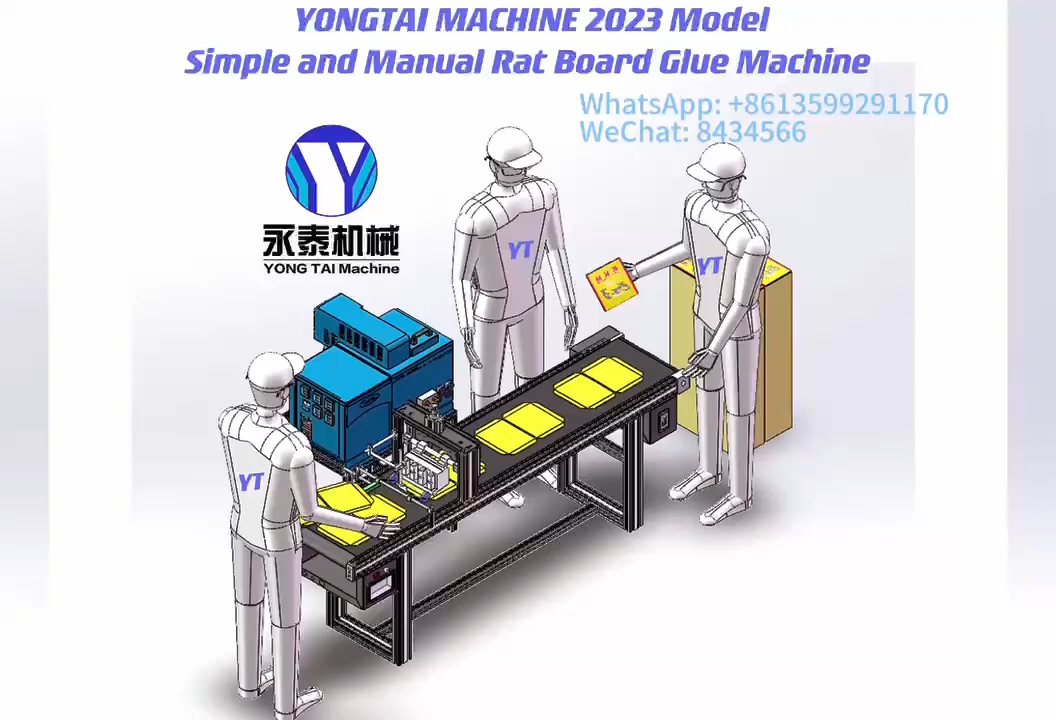 YONGTAI MACHINE 2023 Model
Simple and Manual Rat Board Glue Machine
WhatsApp: +8613599291170
WeChat: 8434566
永泰机械
YONG TAI Machine
YT
YT
YT